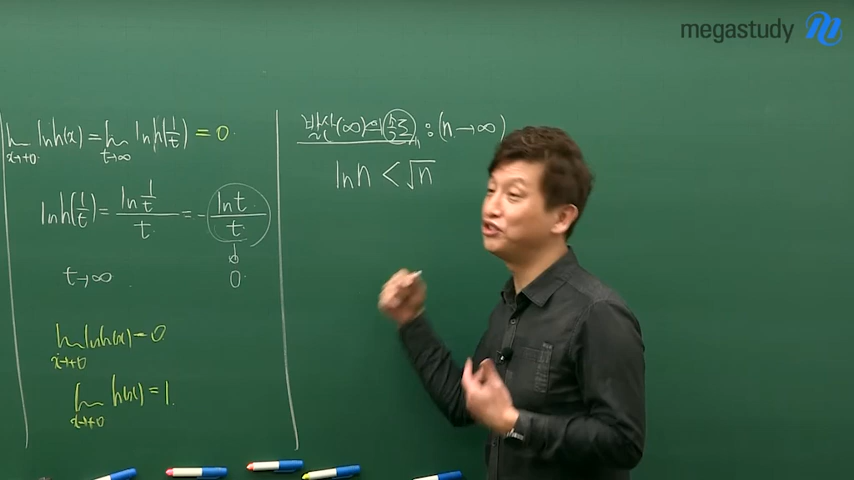 megastudy
lim ln h(x) = lim ln h(1/t) = 0
x→+0 t→∞
ln h(1/t) = ln 1/t / t = - ln t / t
↓
t→∞ 0
lim ln h(x) = 0
x→+0
lim h(x) = 1.
x→+0
발산(∞)의 속도 : (n→∞)
ln n < √n